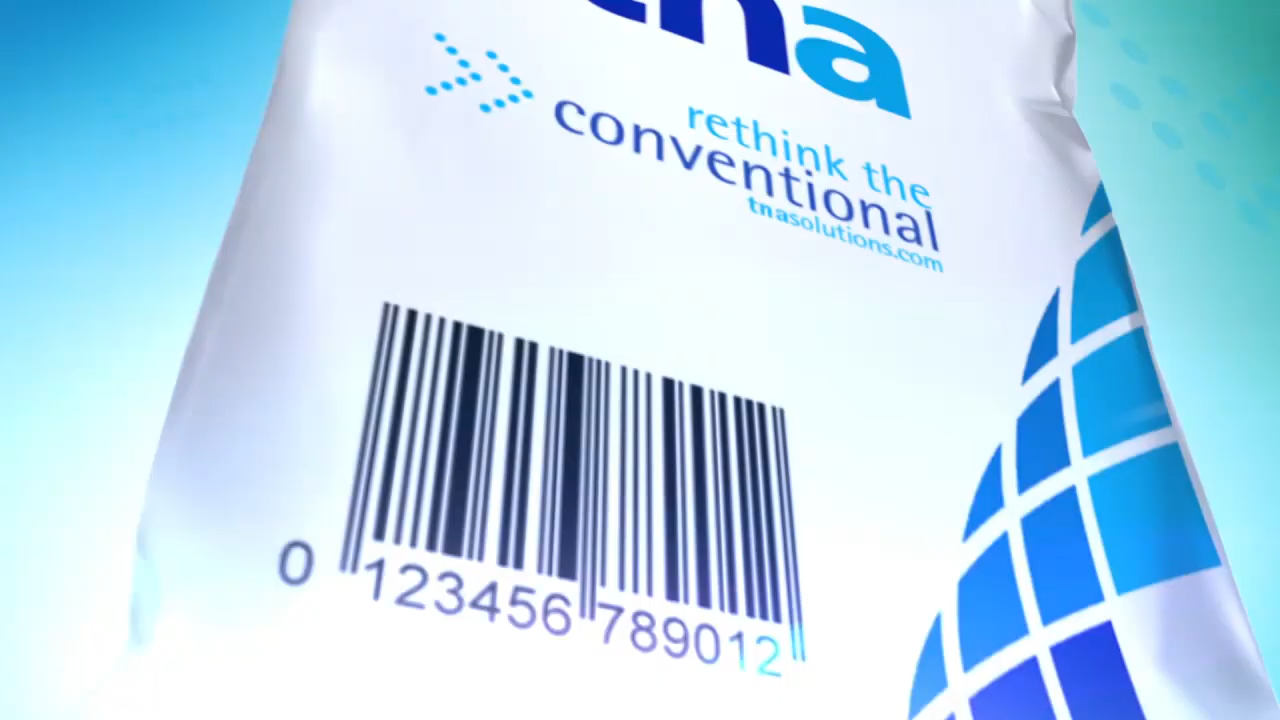 tna
rethink the
conventional
tnasolutions.com
0 123456 789012